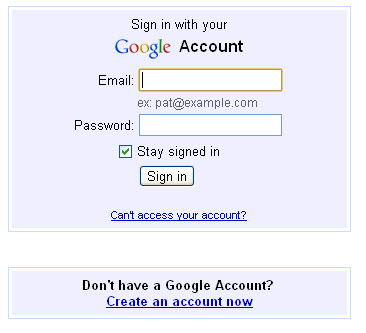 Sign in with your
Google Account
Email:
ex: pat@example.com
Password:
Stay signed in
Sign in
Can't access your account?
Don't have a Google Account?
Create an account now